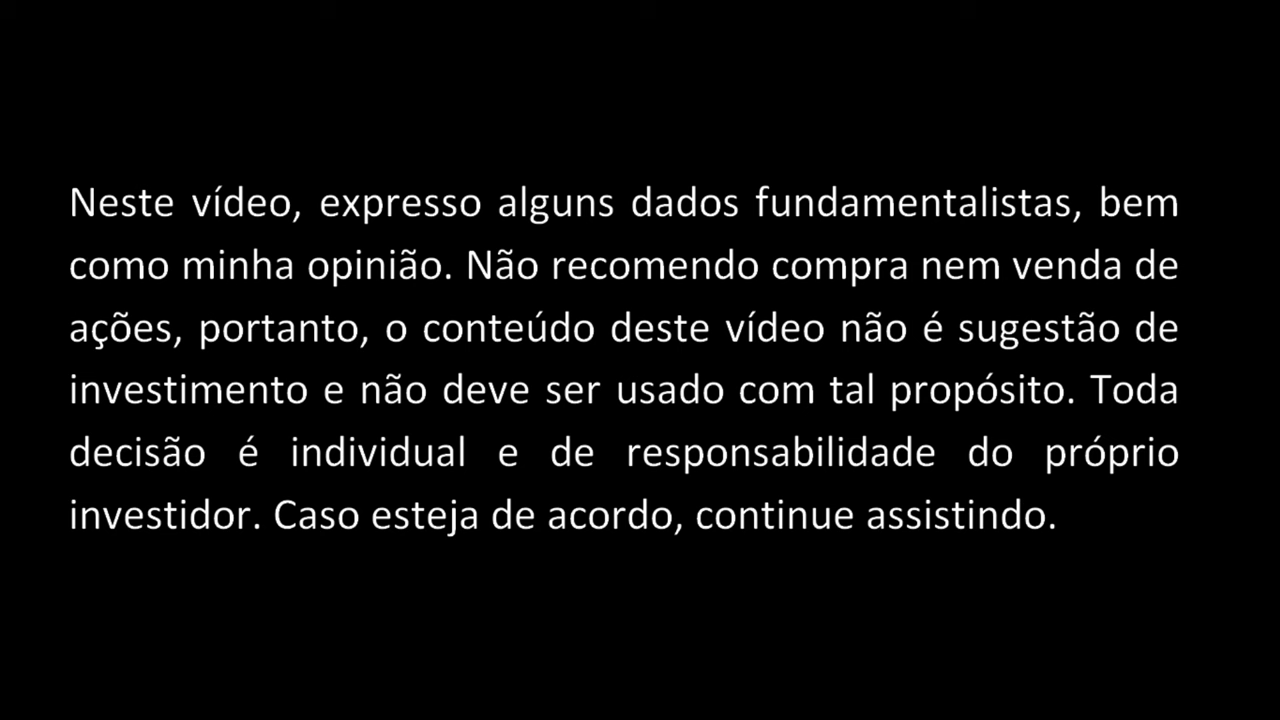 Neste vídeo, expresso alguns dados fundamentalistas, bem
como minha opinião. Não recomendo compra nem venda de
ações, portanto, o conteúdo deste vídeo não é sugestão de
investimento e não deve ser usado com tal propósito. Toda
decisão é individual e de responsabilidade do próprio
investidor. Caso esteja de acordo, continue assistindo.